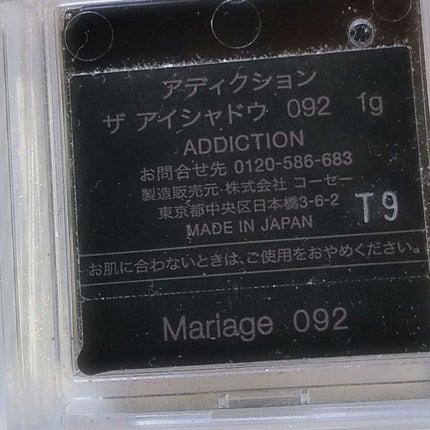 アディクション
ザ アイシャドウ 092 1g
ADDICTION
お問合せ先 0120-586-683
製造販売元・株式会社 コーセー
東京都中央区日本橋3-6-2
MADE IN JAPAN
T9
お肌に合わないときは、ご使用をおやめください。
Mariage 092